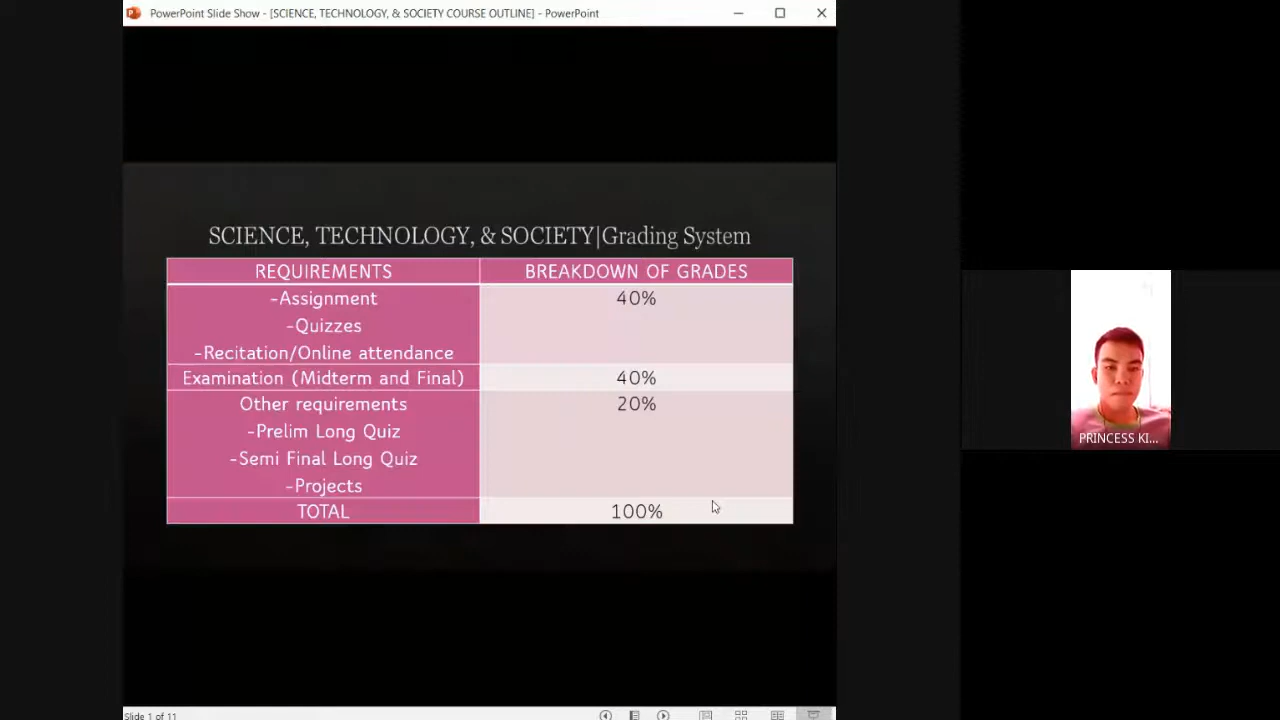 PowerPoint Slide Show - [SCIENCE, TECHNOLOGY, & SOCIETY COURSE OUTLINE] - PowerPoint
SCIENCE, TECHNOLOGY, & SOCIETY|Grading System
REQUIREMENTS BREAKDOWN OF GRADES
-Assignment 40%
-Quizzes
-Recitation/Online attendance
Examination (Midterm and Final) 40%
Other requirements 20%
-Prelim Long Quiz
-Semi Final Long Quiz
-Projects
TOTAL 100%
PRINCESS KI...
Slide 1 of 11